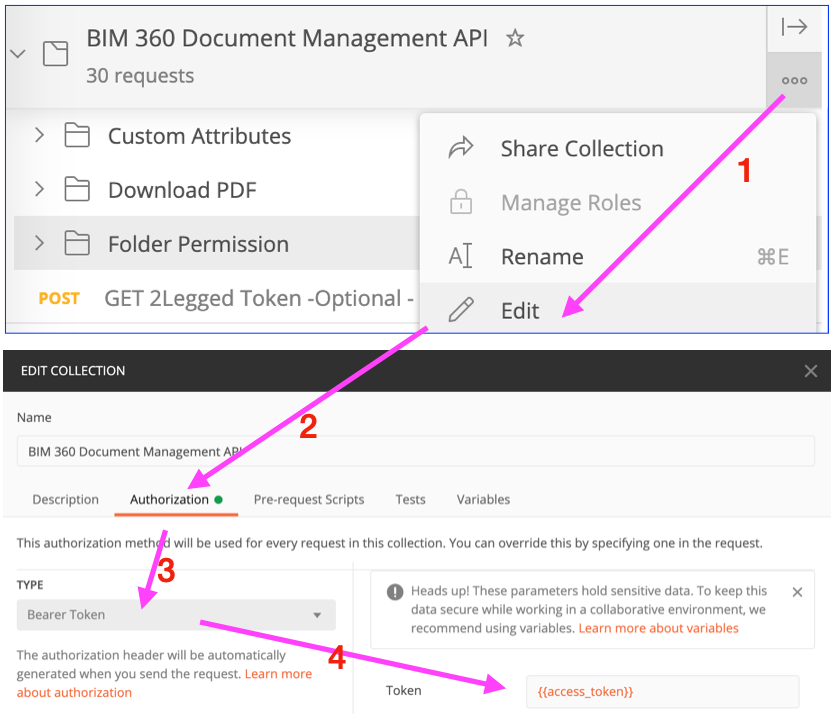 BIM 360 Document Management API
30 requests
Custom Attributes
Download PDF
Folder Permission
POST GET 2Legged Token -Optional -
Share Collection
Manage Roles
Rename ⌘E
Edit
1
EDIT COLLECTION
Name
BIM 360 Document Management API
2
Description Authorization Pre-request Scripts Tests Variables
This authorization method will be used for every request in this collection. You can override this by specifying one in the request.
3
TYPE
Bearer Token
The authorization header will be automatically
generated when you send the request. Learn more
about authorization
4
Heads up! These parameters hold sensitive data. To keep this
data secure while working in a collaborative environment, we
recommend using variables. Learn more about variables
Token {{access_token}}